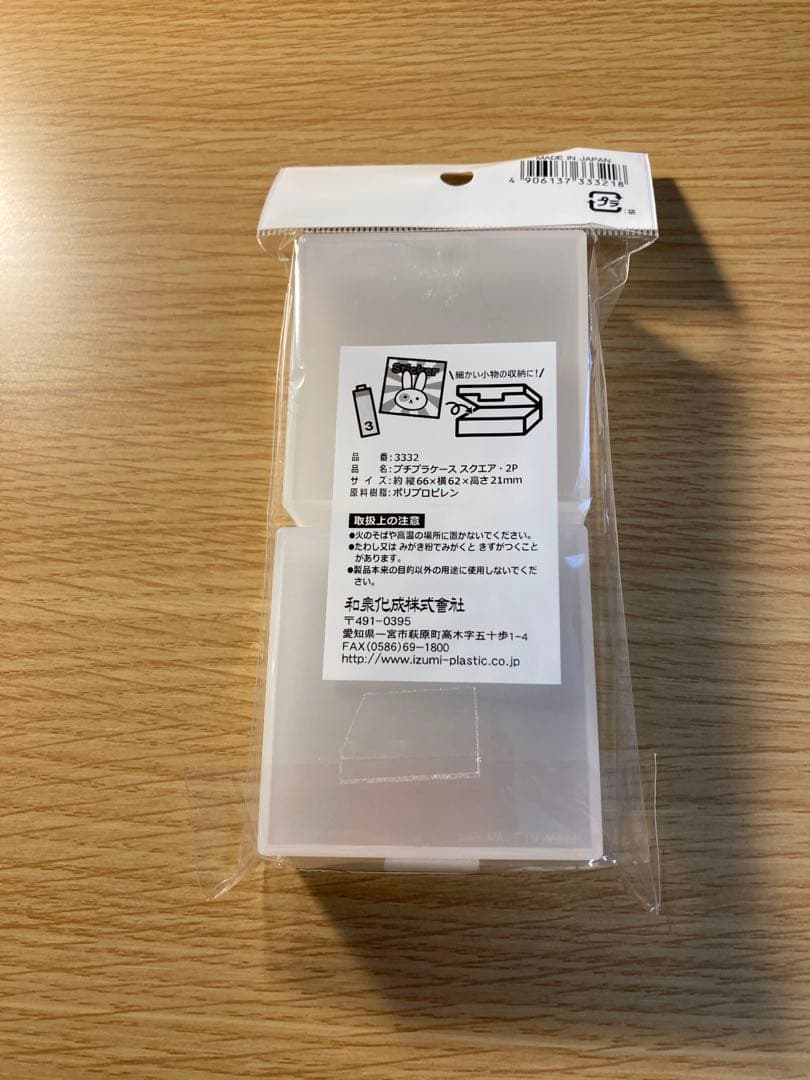 MADE IN JAPAN
4 906137 333218
プラ
:袋
Sticker
細かい小物の収納に!
3
品番:3332
品名:プチプラケース スクエア・2P
サイズ:約 縦66×横62×高さ21mm
原料樹脂:ポリプロピレン
取扱上の注意
●火のそばや高温の場所に置かないでください。
●たわし又は みがき粉でみがくと きずがつくこと
があります。
●製品本来の目的以外の用途に使用しないでくだ
さい。
和泉化成株式會社
〒491-0395
愛知県一宮市萩原町高木字五十歩1-4
FAX(0586)69-1800
http://www.izumi-plastic.co.jp